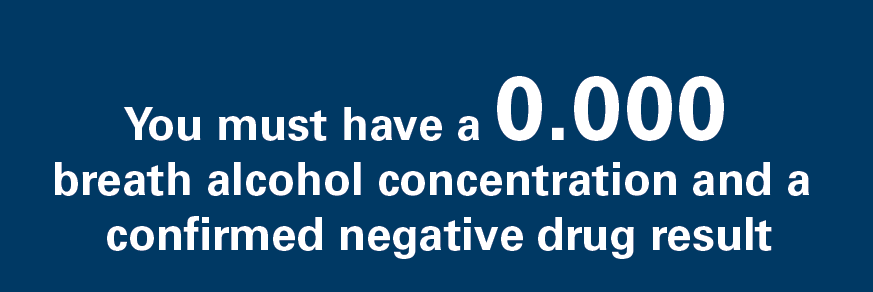 You must have a 0.000
breath alcohol concentration and a
confirmed negative drug result